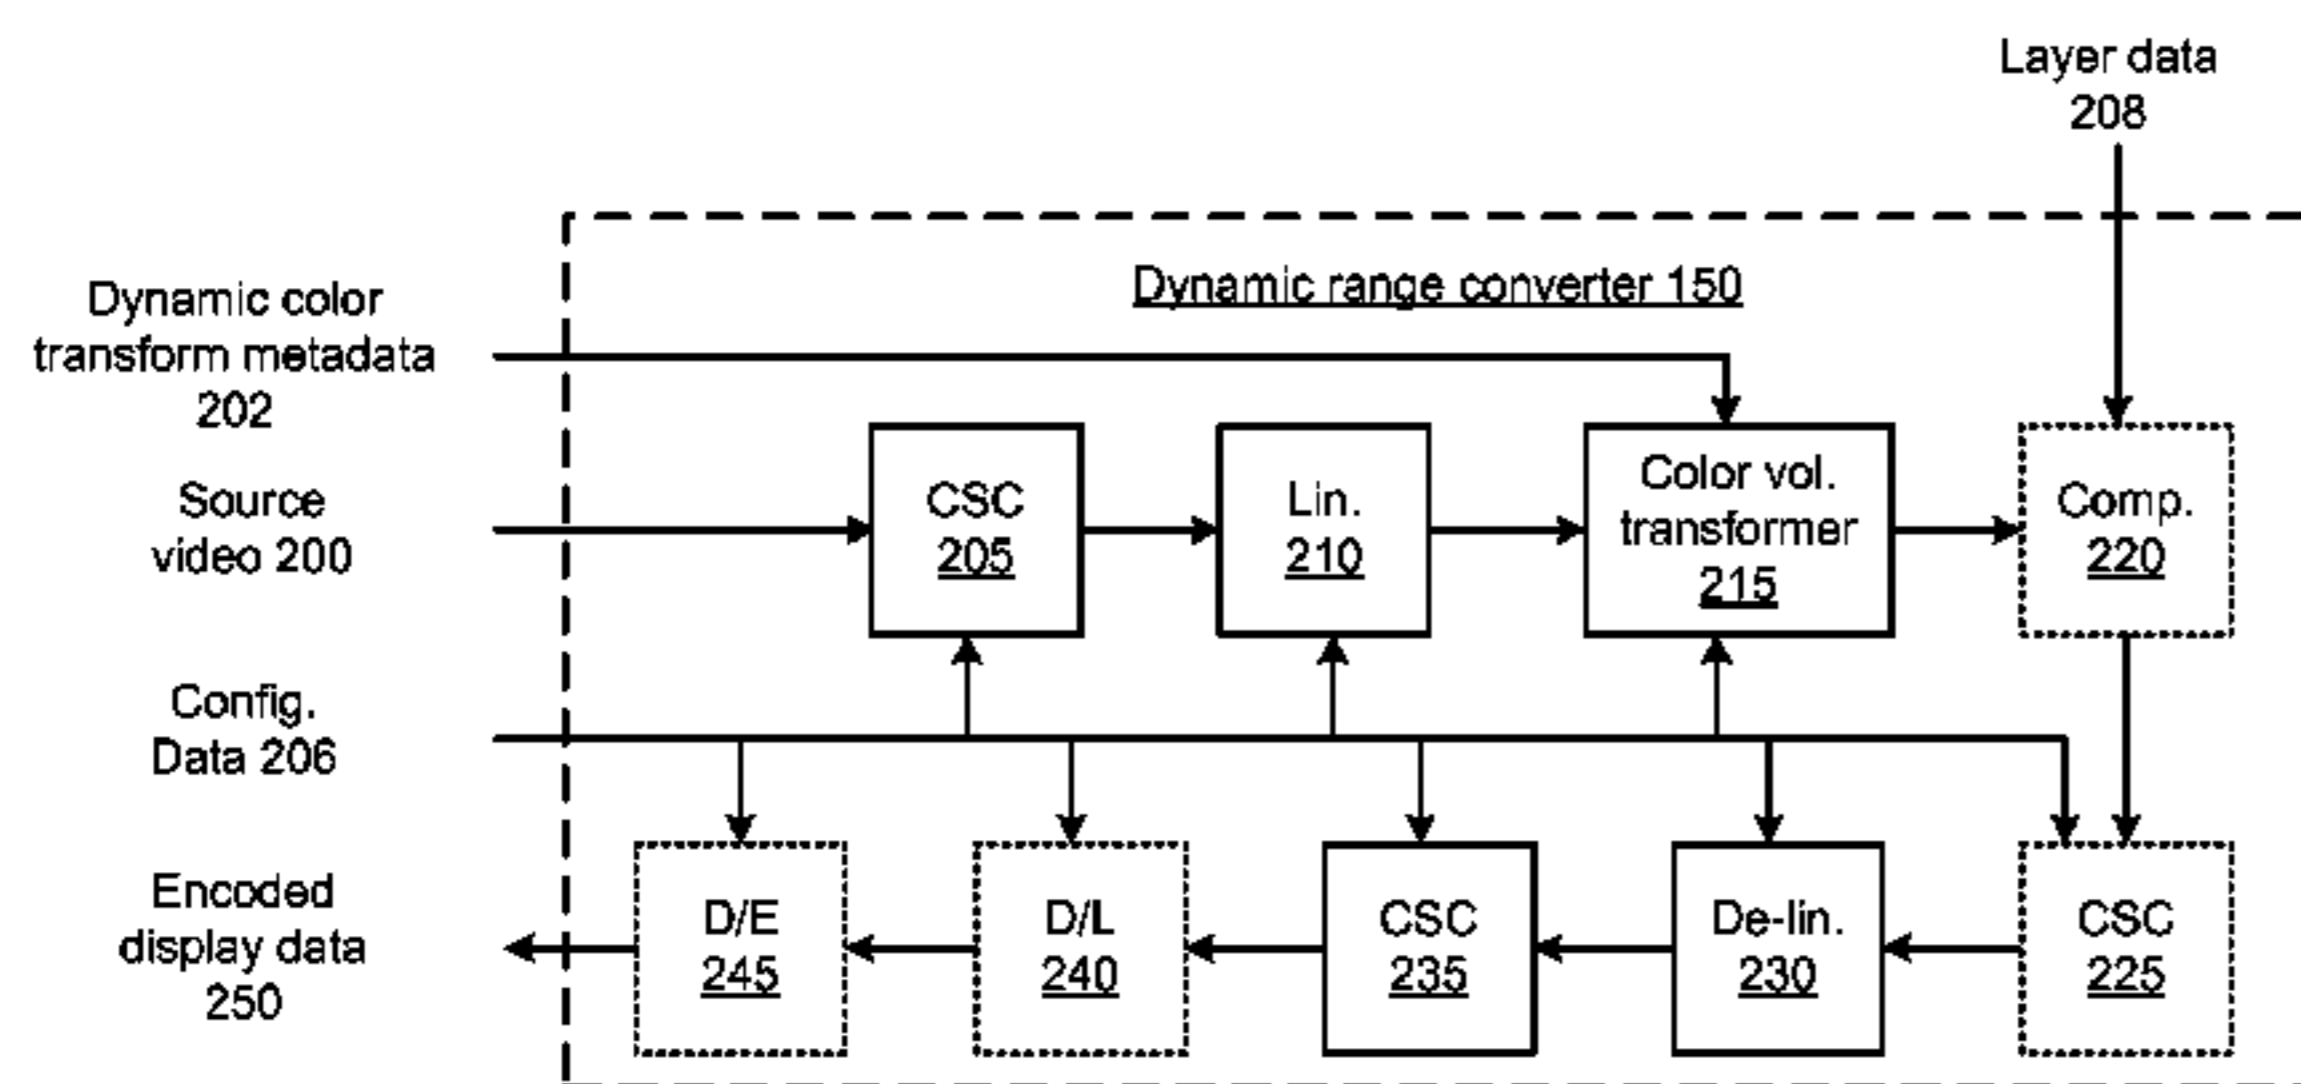 Layer data
208
Dynamic range converter 150
Dynamic color
transform metadata
202
Source
video 200
CSC
205
Lin.
210
Color vol.
transformer
215
Comp.
220
Config.
Data 206
Encoded
display data
250
D/E
245
D/L
240
CSC
235
De-lin.
230
CSC
225